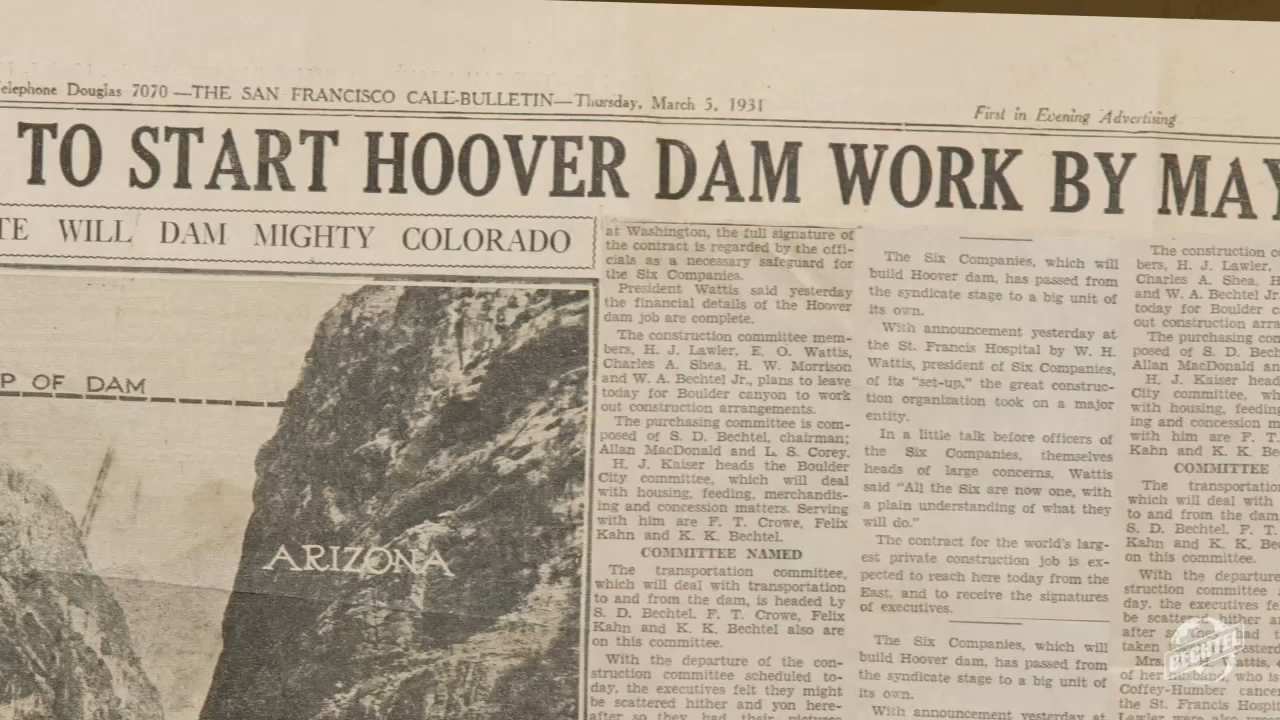 elephone Douglas 7070 —THE SAN FRANCISCO CALL-BULLETIN—Thursday, March 5, 1931
First in Evening Advertising
TO START HOOVER DAM WORK BY MAY
TE WILL DAM MIGHTY COLORADO
P OF DAM
ARIZONA
at Washington, the full signature of
the contract is regarded by the offi-
cials as a necessary safeguard for
the Six Companies.
President Wattis said yesterday
the financial details of the Hoover
dam job are complete.
The construction committee mem-
bers, H. J. Lawler, E. O. Wattis,
Charles A. Shea, H. W. Morrison
and W. A. Bechtel Jr., plans to leave
today for Boulder canyon to work
out construction arrangements.
The purchasing committee is com-
posed of S. D. Bechtel, chairman;
Allan MacDonald and L. S. Corey.
H. J. Kaiser heads the Boulder
City committee, which will deal
with housing, feeding, merchandis-
ing and concession matters. Serving
with him are F. T. Crowe, Felix
Kahn and K. K. Bechtel.
COMMITTEE NAMED
The transportation committee,
which will deal with transportation
to and from the dam, is headed by
S. D. Bechtel. F. T. Crowe, Felix
Kahn and K. K. Bechtel also are
on this committee.
With the departure of the con-
struction committee scheduled to-
day, the executives felt they might
be scattered hither and yon here-
after so they had their pictures
The Six Companies, which will
build Hoover dam, has passed from
the syndicate stage to a big unit of
its own.
With announcement yesterday at
the St. Francis Hospital by W. H.
Wattis, president of Six Companies,
of its "set-up," the great construc-
tion organization took on a major
entity.
In a little talk before officers of
the Six Companies, themselves
heads of large concerns, Wattis
said "All the Six are now one, with
a plain understanding of what they
will do."
The contract for the world's larg-
est private construction job is ex-
pected to reach here today from the
East, and to receive the signatures
of executives.
The Six Companies, which will
build Hoover dam, has passed from
the syndicate stage to a big unit of
its own.
With announcement yesterday at
The construction c
bers, H. J. Lawler,
Charles A. Shea, H
and W. A. Bechtel Jr
today for Boulder c
out construction arra
The purchasing com
posed of S. D. Bech
Allan MacDonald an
H. J. Kaiser head
City committee, wh
with housing, feedin
ing and concession m
with him are F. T.
Kahn and K. K. Be
COMMITTEE
The transportation
which will deal with
to and from the dam
S. D. Bechtel. F. T.
Kahn and K. K. Be
on this committee.
With the departure
struction committee
day, the executives fe
be scattered hither a
after
taken
Mrs.
of her husband, who is
Coffey-Humber cance
the St. Francis Hospi
BECHTEL